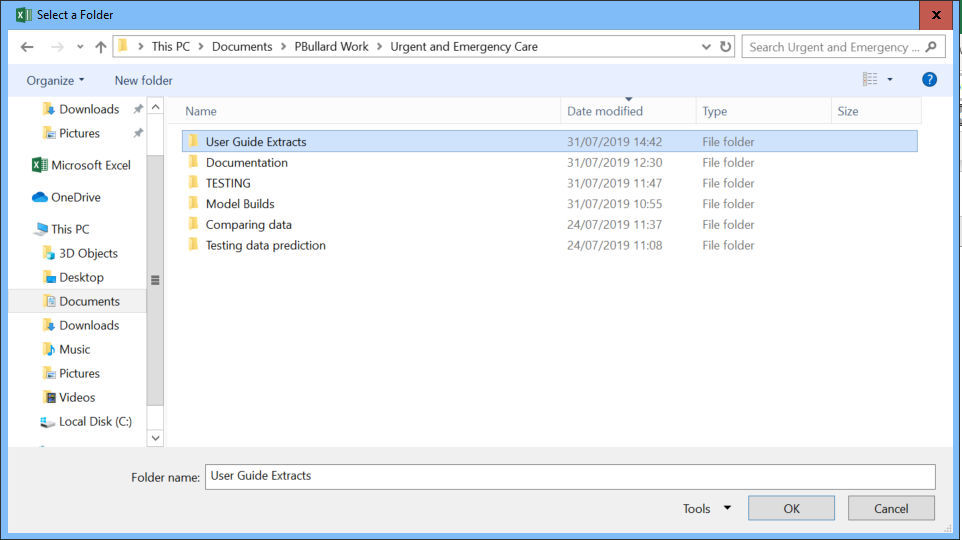 Select a Folder
This PC > Documents > PBullard Work > Urgent and Emergency Care
Search Urgent and Emergency ...
Organize
New folder
Downloads
Pictures
Microsoft Excel
OneDrive
This PC
3D Objects
Desktop
Documents
Downloads
Music
Pictures
Videos
Local Disk (C:)
Name Date modified Type Size
User Guide Extracts 31/07/2019 14:42 File folder
Documentation 31/07/2019 12:30 File folder
TESTING 31/07/2019 11:47 File folder
Model Builds 31/07/2019 10:55 File folder
Comparing data 24/07/2019 11:37 File folder
Testing data prediction 24/07/2019 11:08 File folder
Folder name: User Guide Extracts
Tools OK Cancel